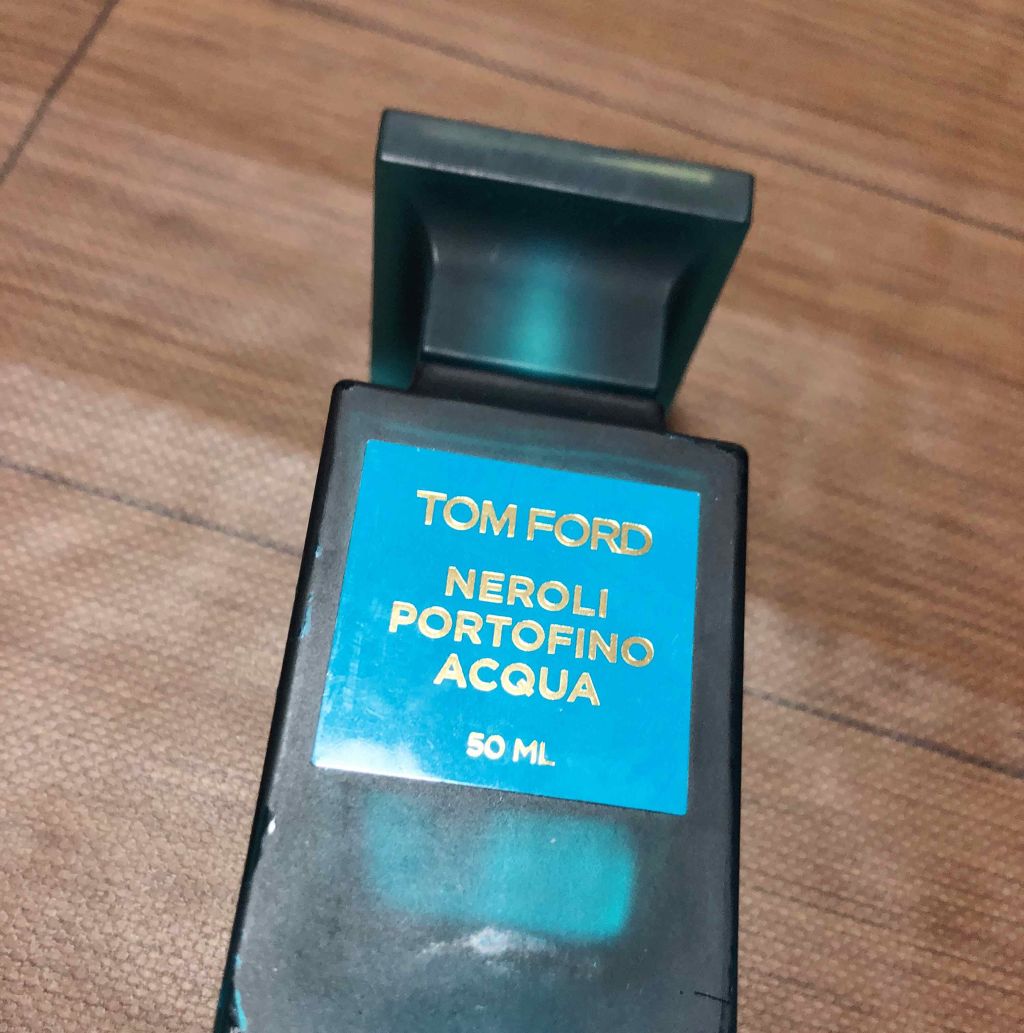 TOM FORD
NEROLI
PORTOFINO
ACQUA
50 ML